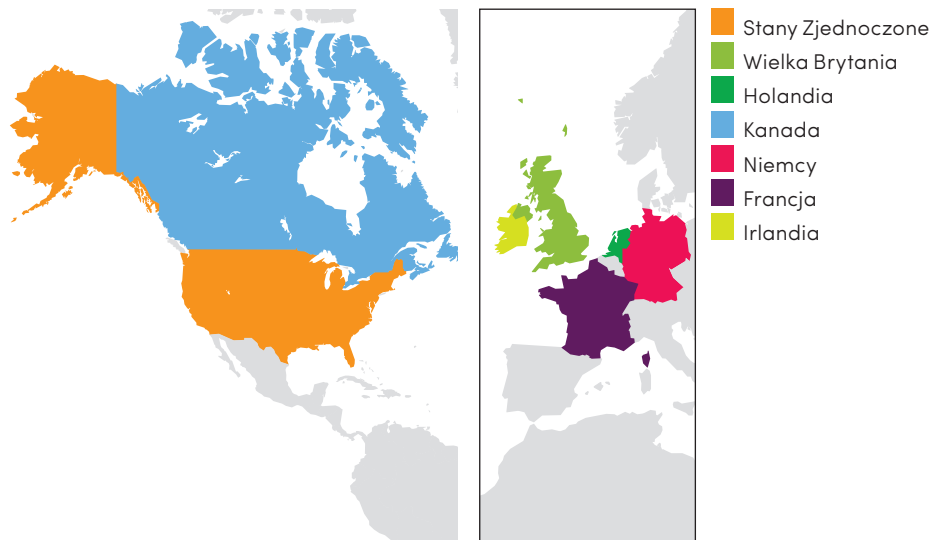 Stany Zjednoczone
Wielka Brytania
Holandia
Kanada
Niemcy
Francja
Irlandia